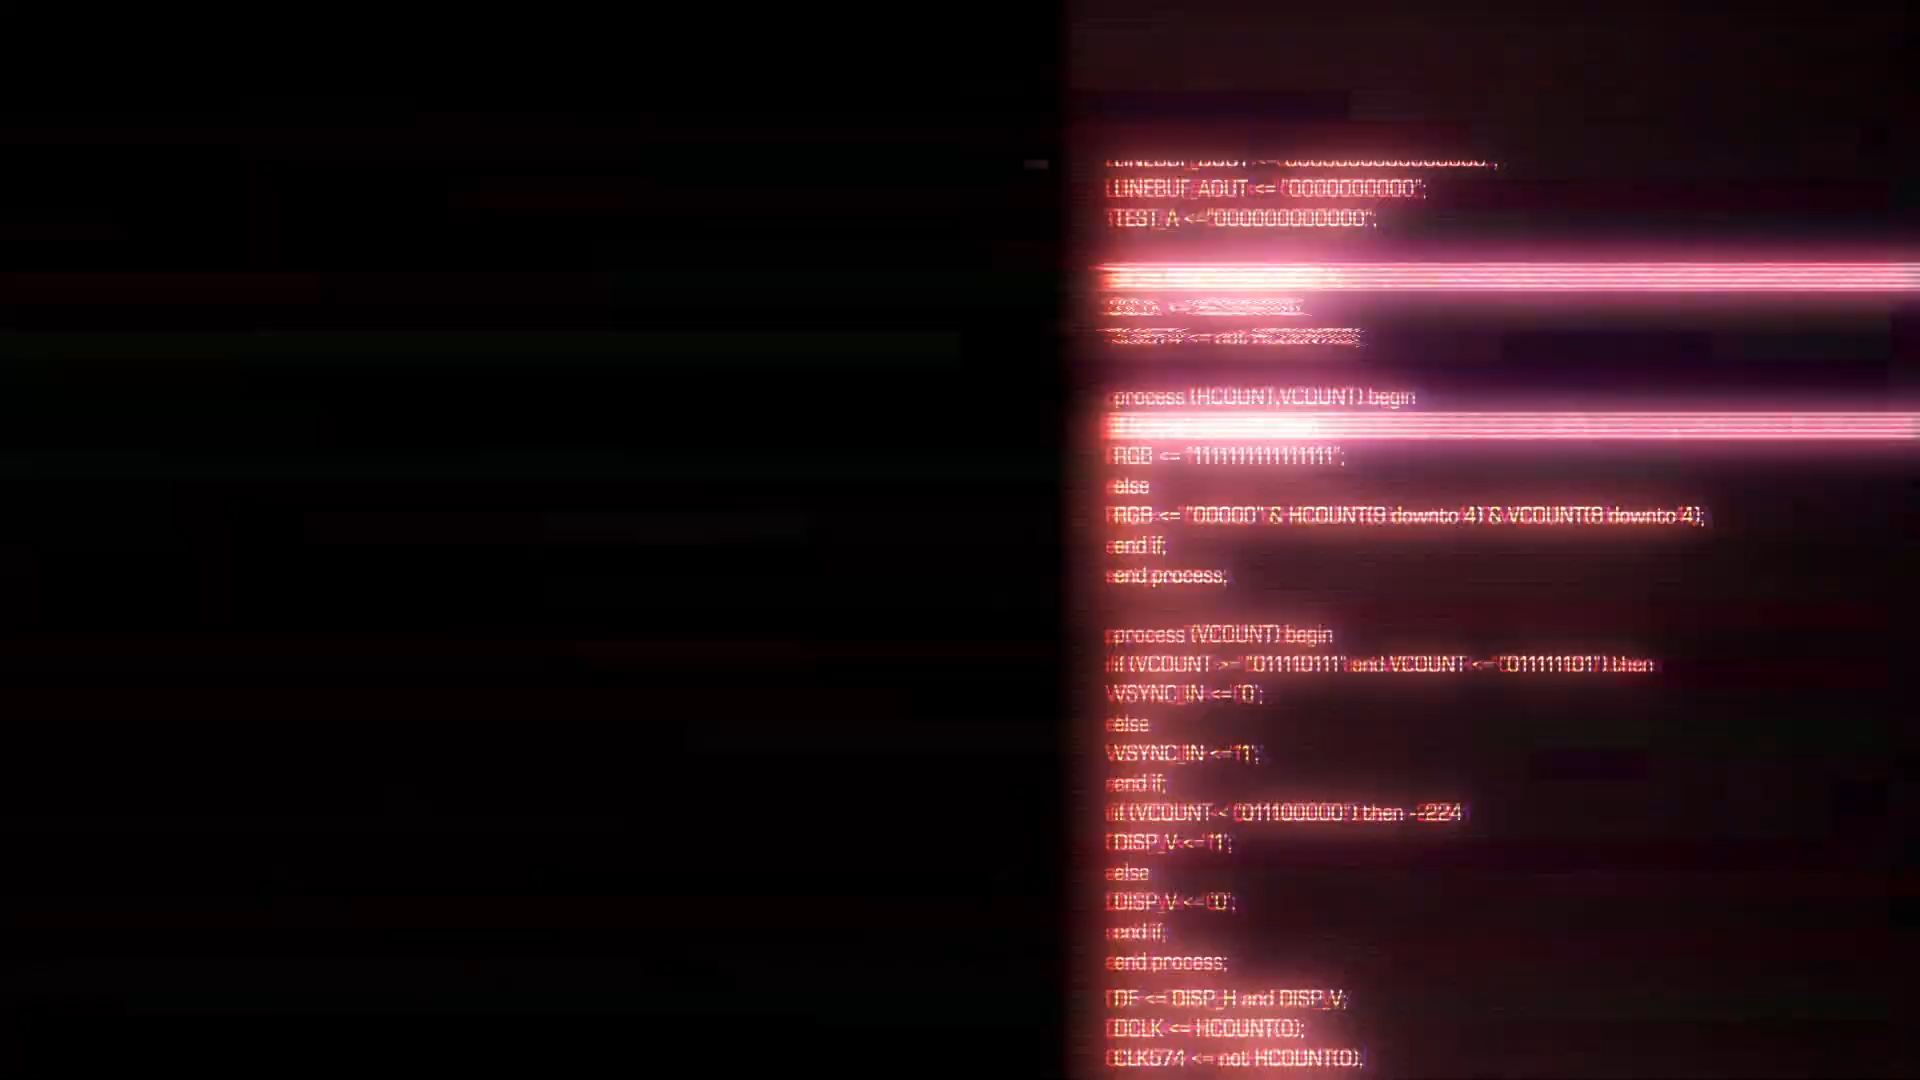 LINEBUF_AOUT <= "0000000000";
TEST_A <="000000000000";
process (HCOUNT,VCOUNT) begin
RGB <= "1111111111111111";
else
RGB <= "00000" & HCOUNT(9 downto 4) & VCOUNT(8 downto 4);
end if;
end process;
process (VCOUNT) begin
if (VCOUNT >= "011110111" and VCOUNT <= "011111101") then
VSYNC_IN <='0';
else
VSYNC_IN <='1';
end if;
if (VCOUNT < "011100000") then --224
DISP_V <='1';
else
DISP_V <='0';
end if;
end process;
DE <= DISP_H and DISP_V;
DCLK <= HCOUNT(0);
CLK574 <= not HCOUNT(0);